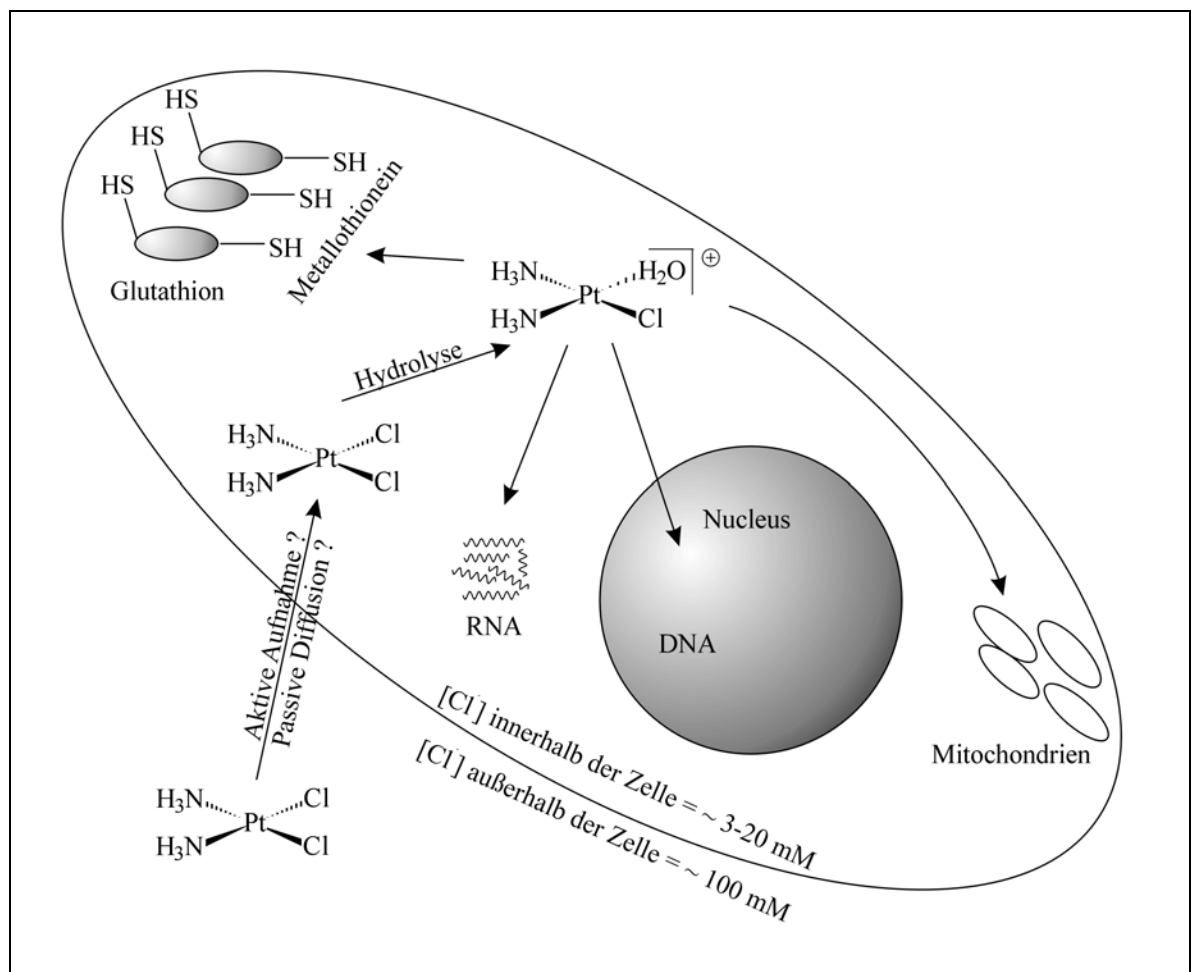 HS
HS
SH
HS
SH
SH
Metallothionein
Glutathion
H₃N
H₂O
⊕
Pt
H₃N
Cl
Hydrolyse
H₃N
Cl
Pt
H₃N
Cl
Nucleus
DNA
RNA
Aktive Aufnahme ?
Passive Diffusion ?
[Cl⁻] innerhalb der Zelle = ~ 3-20 mM
[Cl⁻] außerhalb der Zelle = ~ 100 mM
Mitochondrien
H₃N
Cl
Pt
H₃N
Cl